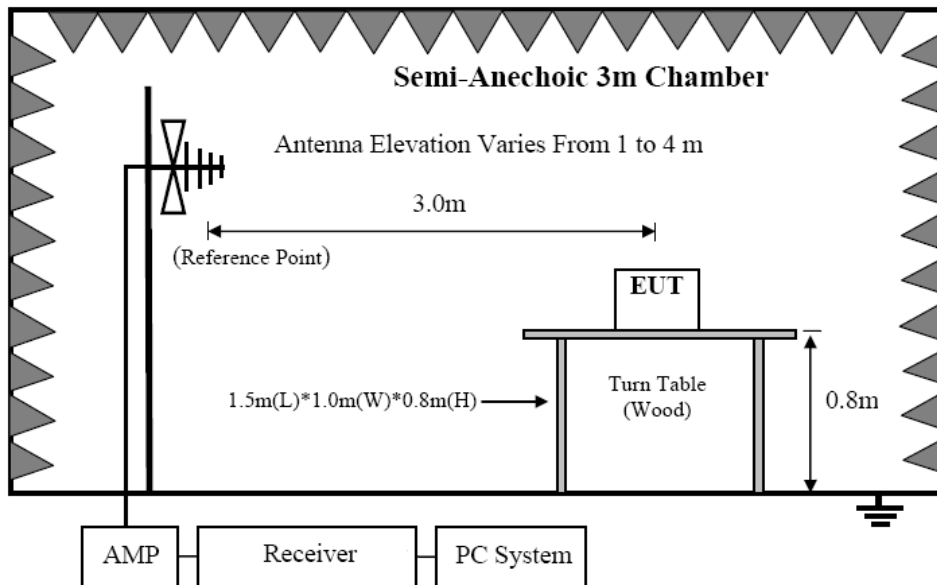 Semi-Anechoic 3m Chamber
Antenna Elevation Varies From 1 to 4 m
3.0m
(Reference Point)
EUT
1.5m(L)*1.0m(W)*0.8m(H)
Turn Table
(Wood)
0.8m
AMP
Receiver
PC System